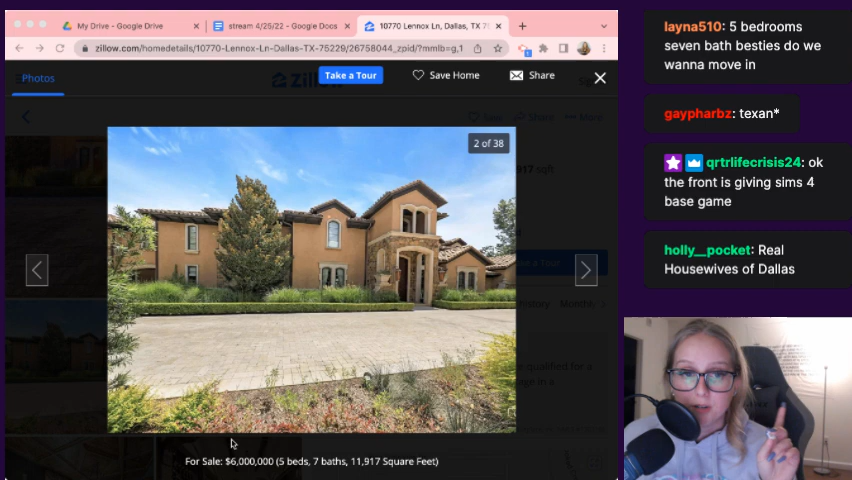 My Drive - Google Drive
stream 4/25/22 - Google Docs
10770 Lennox Ln, Dallas, TX 75
zillow.com/homedetails/10770-Lennox-Ln-Dallas-TX-75229/26758044_zpid/?mmlb=g,1
Photos
Take a Tour
Save Home
Share
2 of 38
For Sale: $6,000,000 (5 beds, 7 baths, 11,917 Square Feet)
layna510: 5 bedrooms
seven bath besties do we
wanna move in
gaypharbz: texan*
qrtrlifecrisis24: ok
the front is giving sims 4
base game
holly__pocket: Real
Housewives of Dallas